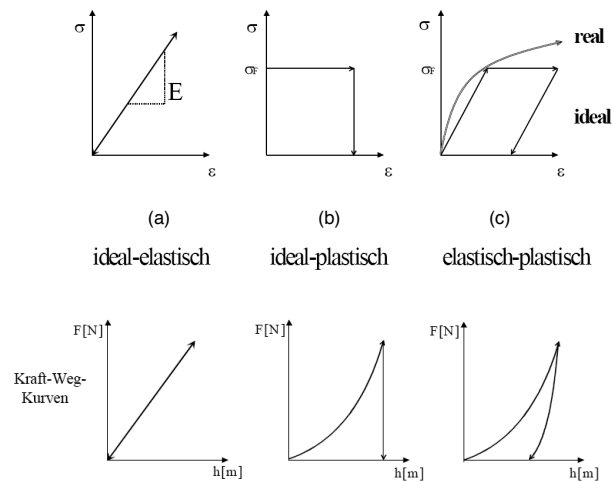 σ
E
ε
(a)
ideal-elastisch
σ
σF
ε
(b)
ideal-plastisch
σ
σF
real
ideal
ε
(c)
elastisch-plastisch
Kraft-Weg-
Kurven
F[N]
h[m]
F[N]
h[m]
F[N]
h[m]